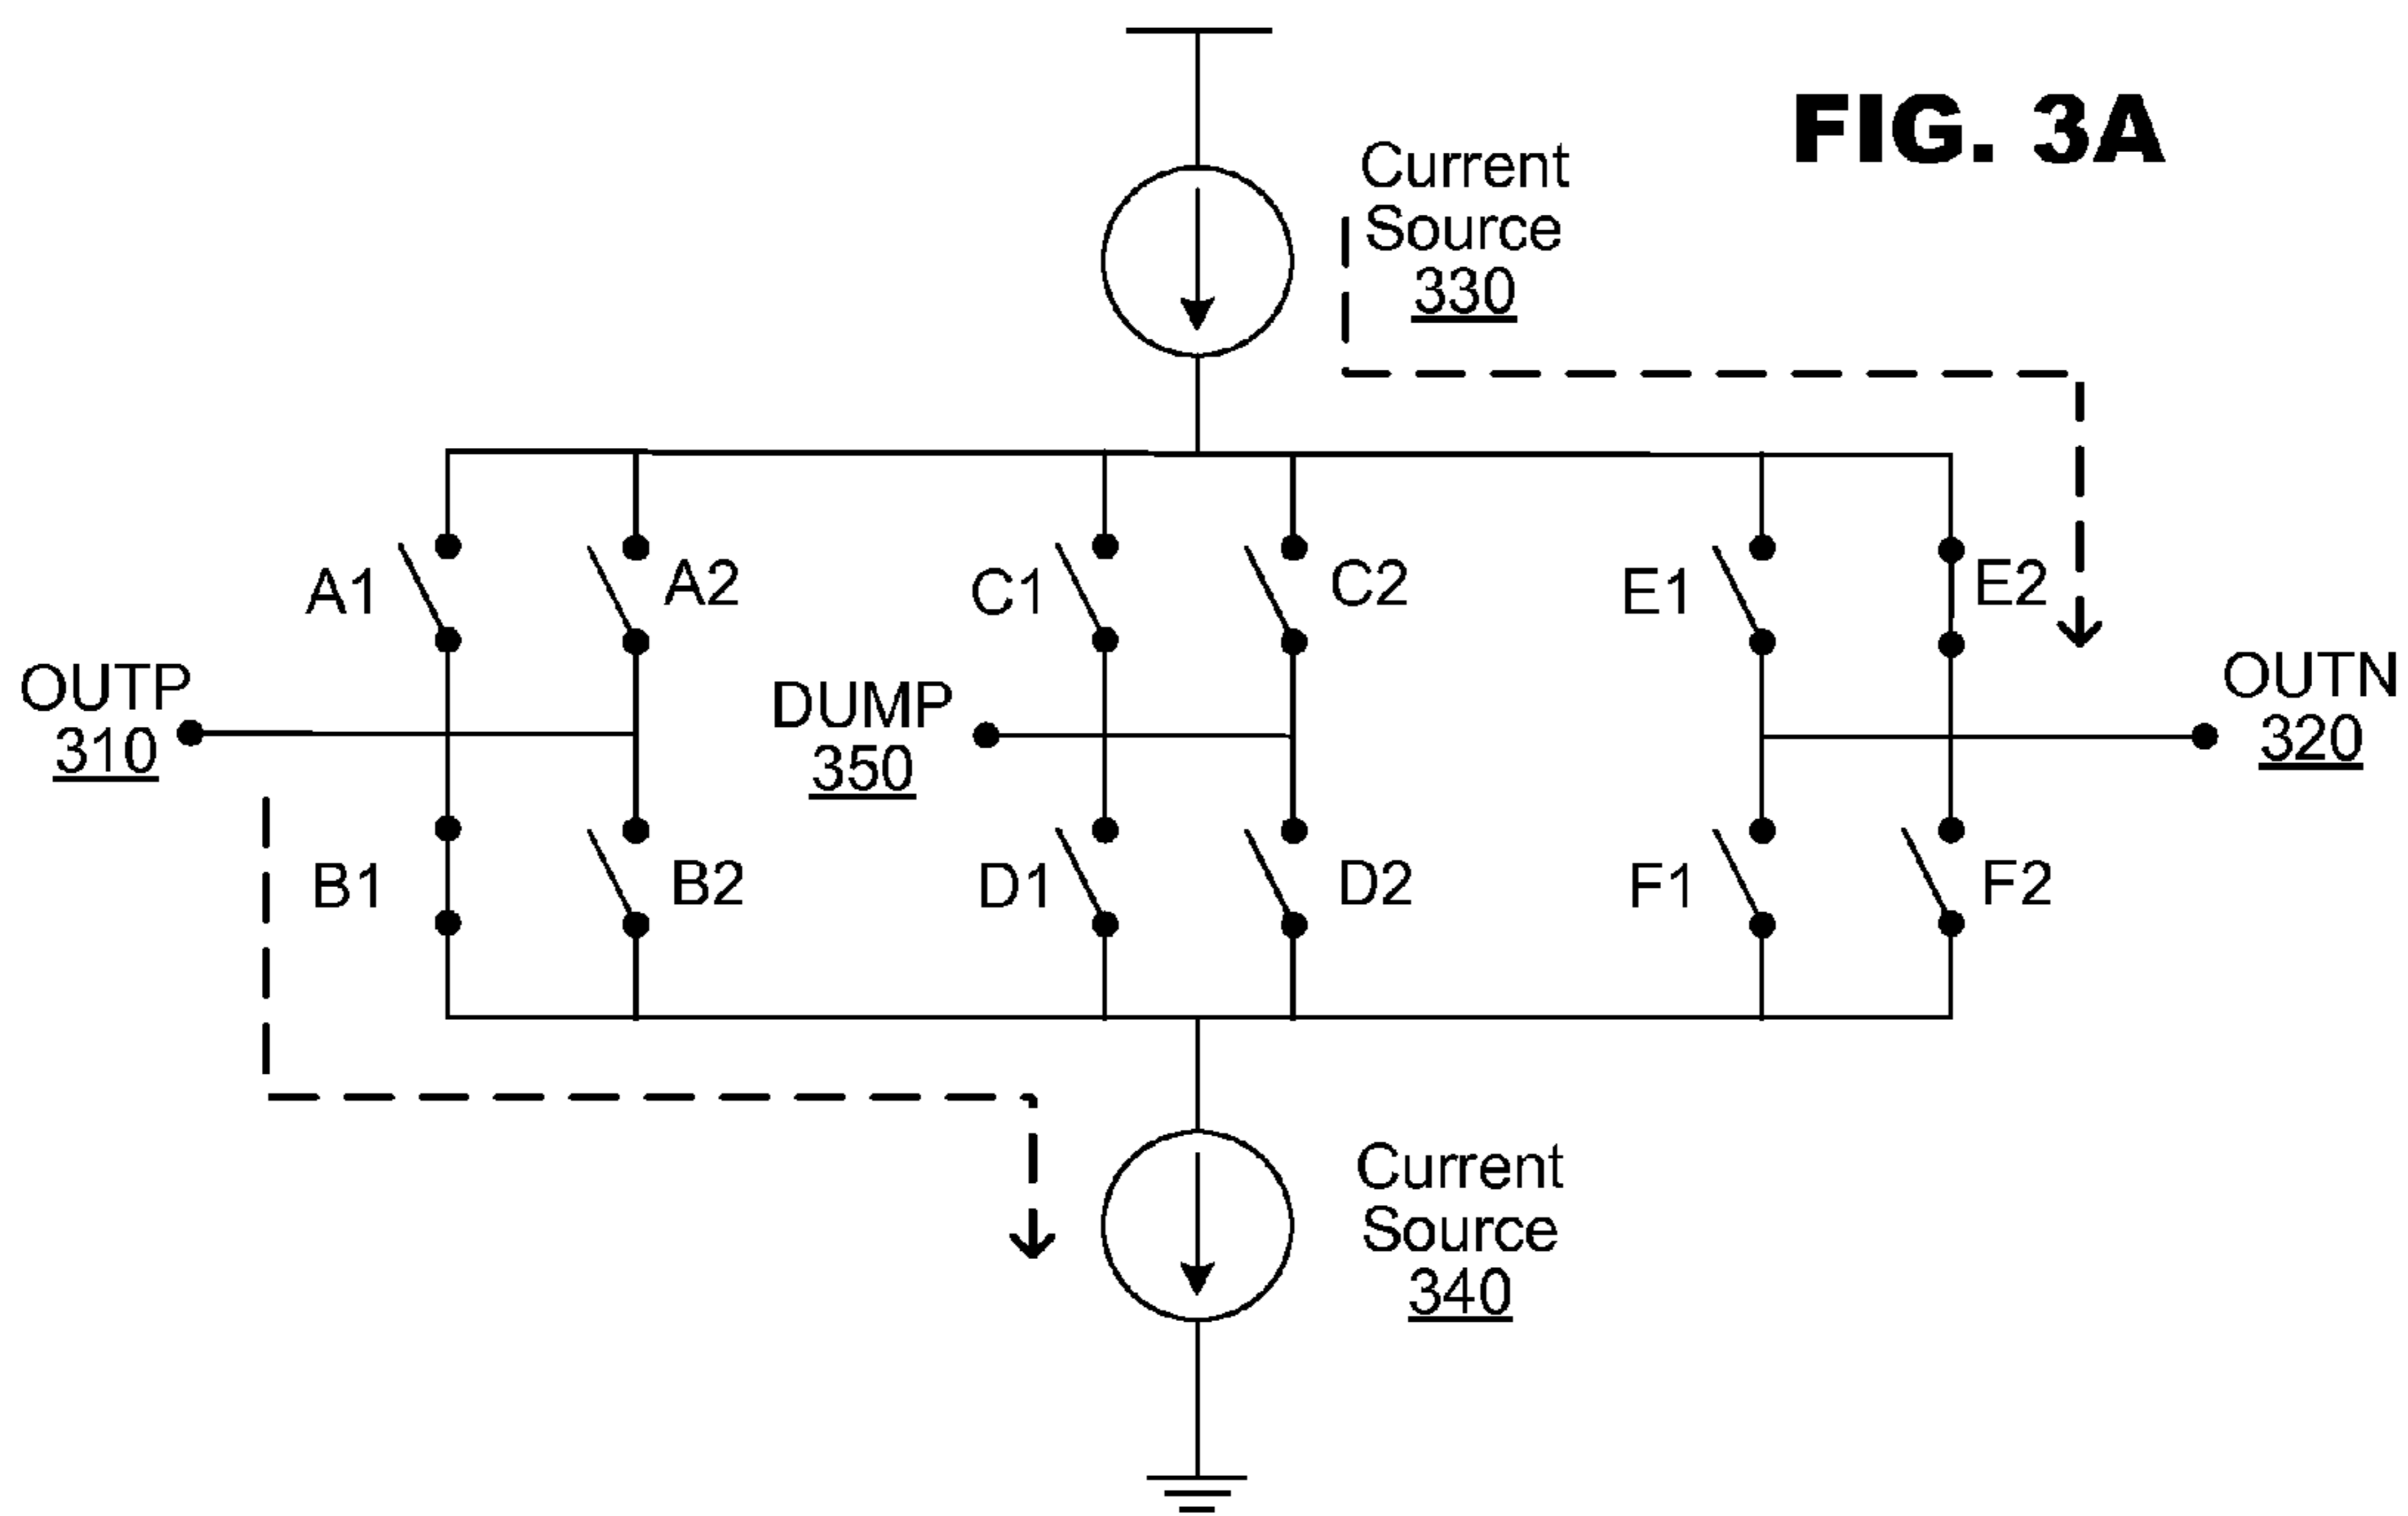 FIG. 3A
Current
Source
330
A1
A2
C1
C2
E1
E2
OUTP
310
DUMP
350
OUTN
320
B1
B2
D1
D2
F1
F2
Current
Source
340